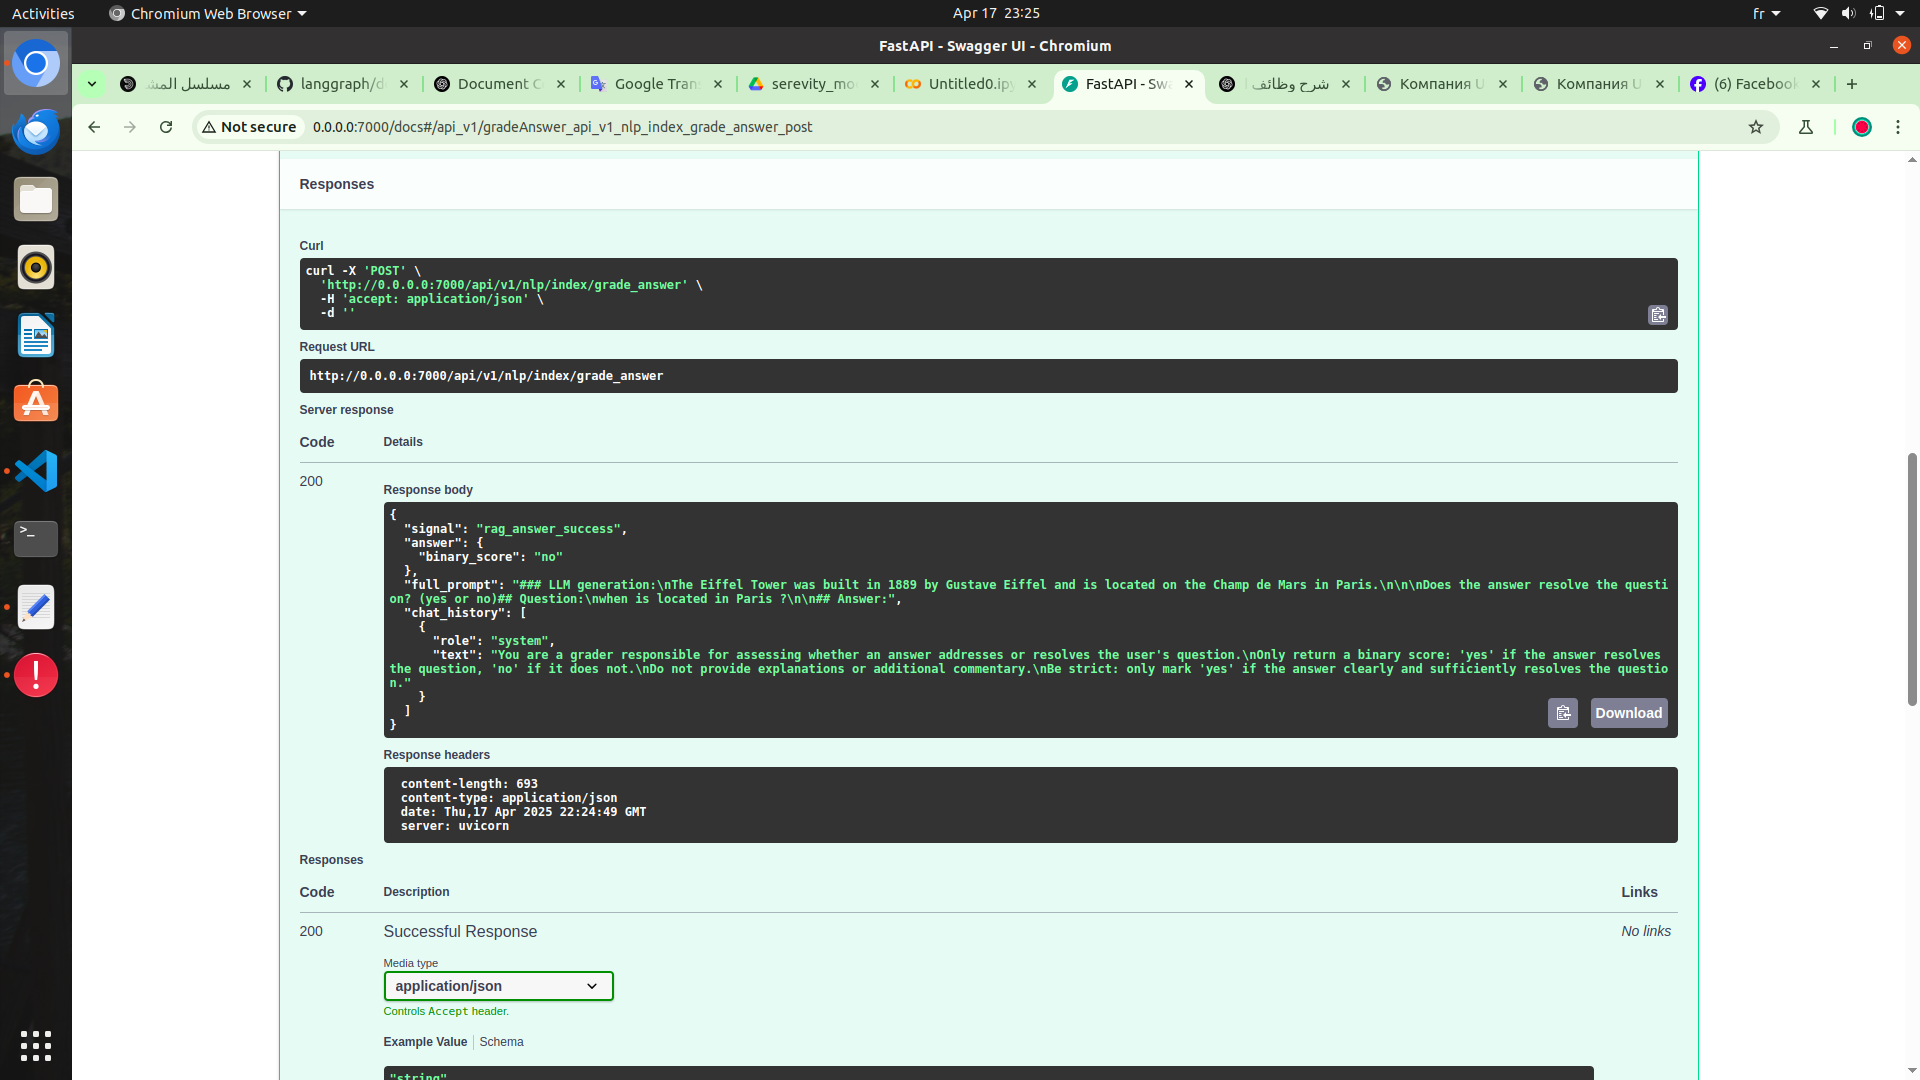 Activities
Chromium Web Browser
Apr 17 23:25
fr
FastAPI - Swagger UI - Chromium
مسلسل المش
langgraph/d
Document C
Google Tran
serevity_mo
Untitled0.ip
FastAPI - Swa
شرح وظائف ا
Компания U
Компания U
(6) Facebook
Not secure
0.0.0.0:7000/docs#/api_v1/gradeAnswer_api_v1_nlp_index_grade_answer_post
Responses
Curl
curl -X 'POST' \
'http://0.0.0.0:7000/api/v1/nlp/index/grade_answer' \
-H 'accept: application/json' \
-d ''
Request URL
http://0.0.0.0:7000/api/v1/nlp/index/grade_answer
Server response
Code Details
200
Response body
{
"signal": "rag_answer_success",
"answer": {
"binary_score": "no"
},
"full_prompt": "### LLM generation:\nThe Eiffel Tower was built in 1889 by Gustave Eiffel and is located on the Champ de Mars in Paris.\n\n\nDoes the answer resolve the questi
on? (yes or no)## Question:\nwhen is located in Paris ?\n\n## Answer:",
"chat_history": [
{
"role": "system",
"text": "You are a grader responsible for assessing whether an answer addresses or resolves the user's question.\nOnly return a binary score: 'yes' if the answer resolves
the question, 'no' if it does not.\nDo not provide explanations or additional commentary.\nBe strict: only mark 'yes' if the answer clearly and sufficiently resolves the questio
n."
}
]
}
Download
Response headers
content-length: 693
content-type: application/json
date: Thu,17 Apr 2025 22:24:49 GMT
server: uvicorn
Responses
Code Description Links
200 Successful Response No links
Media type
application/json
Controls Accept header.
Example Value Schema
"string"